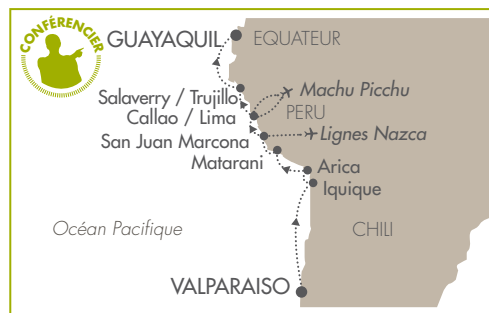 CONFÉRENCIER
GUAYAQUIL
EQUATEUR
Salaverry / Trujillo
Machu Picchu
Callao / Lima
PERU
Lignes Nazca
San Juan Marcona
Matarani
Arica
Iquique
Océan Pacifique
CHILI
VALPARAISO